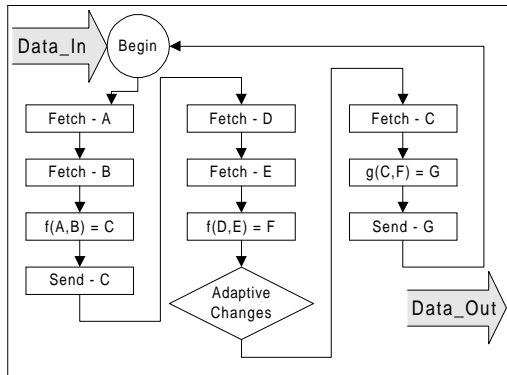 Data_In
Begin
Fetch - A
Fetch - B
f(A,B) = C
Send - C
Fetch - D
Fetch - E
f(D,E) = F
Adaptive
Changes
Fetch - C
g(C,F) = G
Send - G
Data_Out